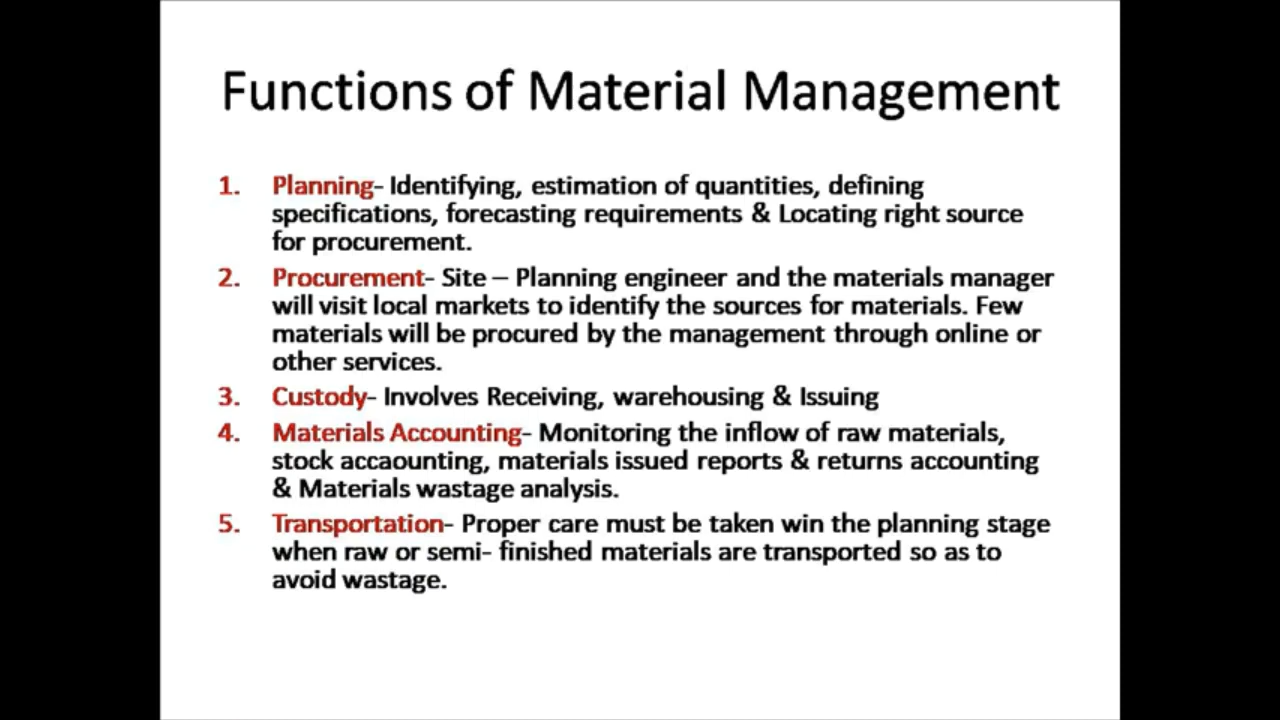 Functions of Material Management
1. Planning- Identifying, estimation of quantities, defining
specifications, forecasting requirements & Locating right source
for procurement.
2. Procurement- Site – Planning engineer and the materials manager
will visit local markets to identify the sources for materials. Few
materials will be procured by the management through online or
other services.
3. Custody- Involves Receiving, warehousing & Issuing
4. Materials Accounting- Monitoring the inflow of raw materials,
stock accaounting, materials issued reports & returns accounting
& Materials wastage analysis.
5. Transportation- Proper care must be taken win the planning stage
when raw or semi- finished materials are transported so as to
avoid wastage.